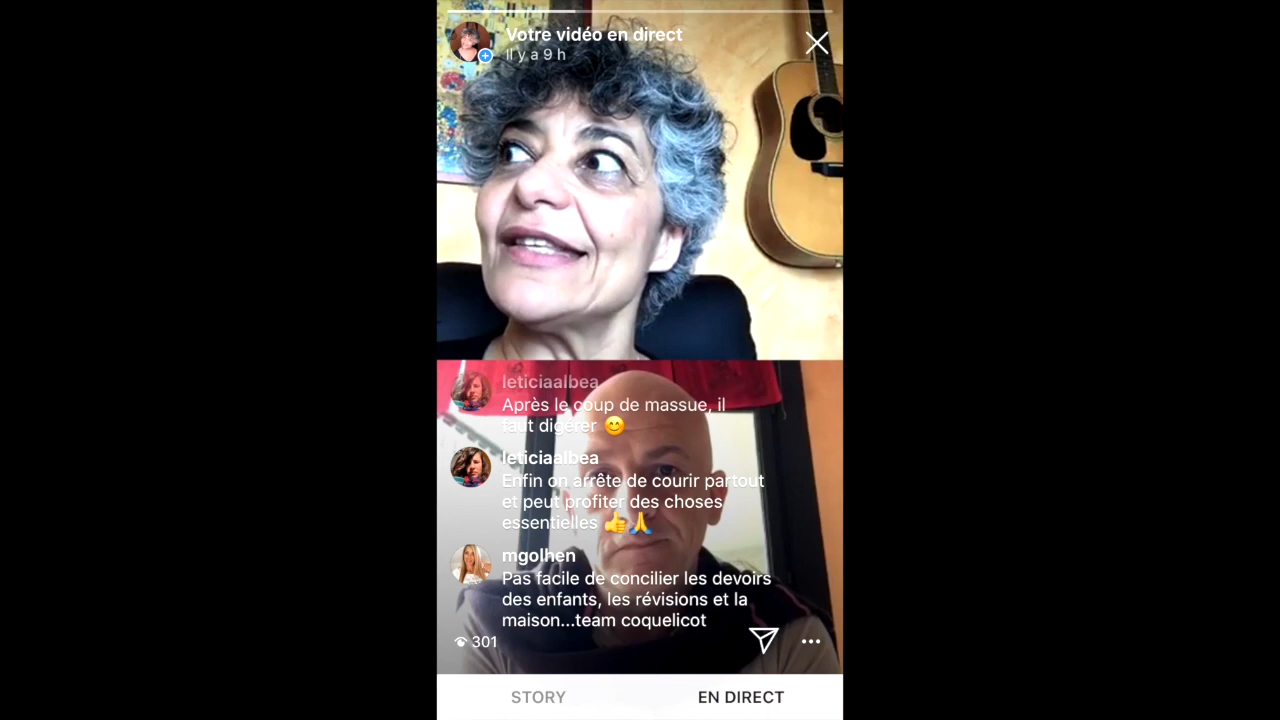 Votre vidéo en direct
Il y a 9 h
leticiaalbea
Après le coup de massue, il
faut digérer 😊
leticiaalbea
Enfin on arrête de courir partout
et peut profiter des choses
essentielles 👍🙏
mgolhen
Pas facile de concilier les devoirs
des enfants, les révisions et la
maison...team coquelicot
301
STORY
EN DIRECT